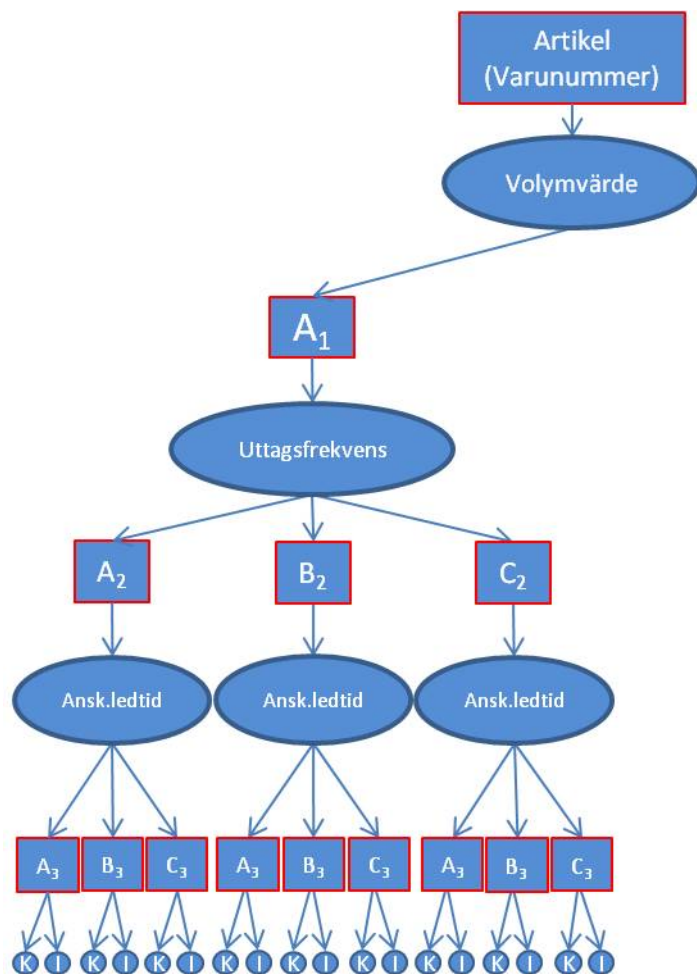 Artikel
(Varunummer)
Volymvärde
A₁
Uttagsfrekvens
A₂ B₂ C₂
Ansk.ledtid Ansk.ledtid Ansk.ledtid
A₃ B₃ C₃ A₃ B₃ C₃ A₃ B₃ C₃
K I K I K I K I K I K I K I K I K I